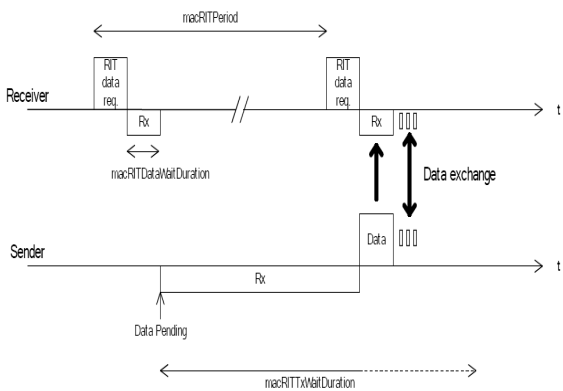 macRITPeriod
RIT
data
req.
RIT
data
req.
Receiver
t
Rx
Rx
macRITDataWaitDuration
Data exchange
Data
Sender
t
Rx
Data Pending
macRITTxWaitDuration